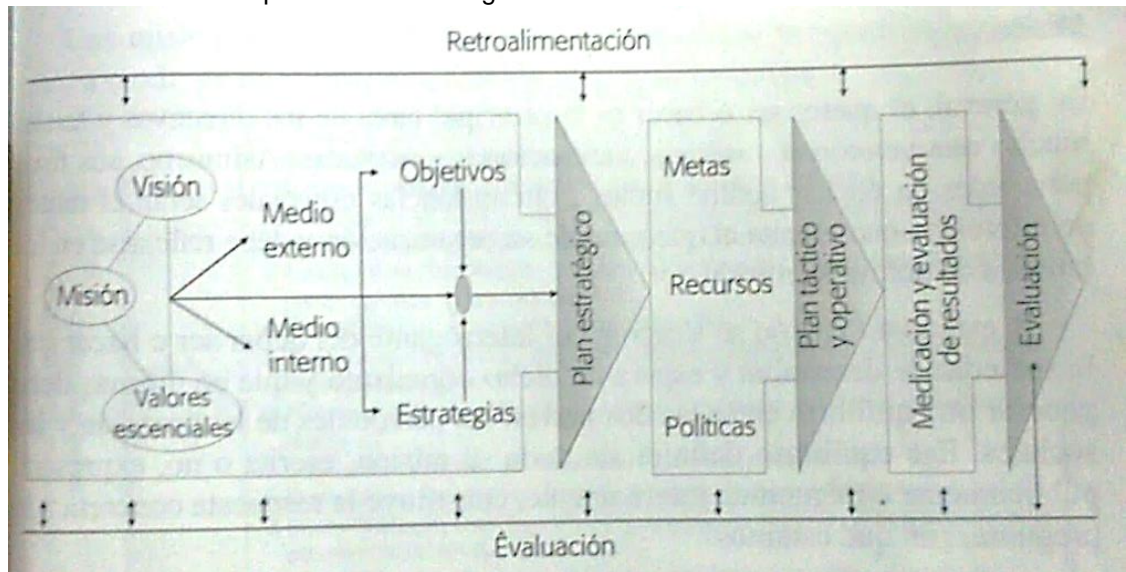 Retroalimentación
Visión
Misión
Valores
escenciales
Medio
externo
Medio
interno
Objetivos
Estrategias
Plan estratégico
Metas
Recursos
Políticas
Plan táctico
y operativo
Medicación y evaluación
de resultados
Evaluación
Evaluación